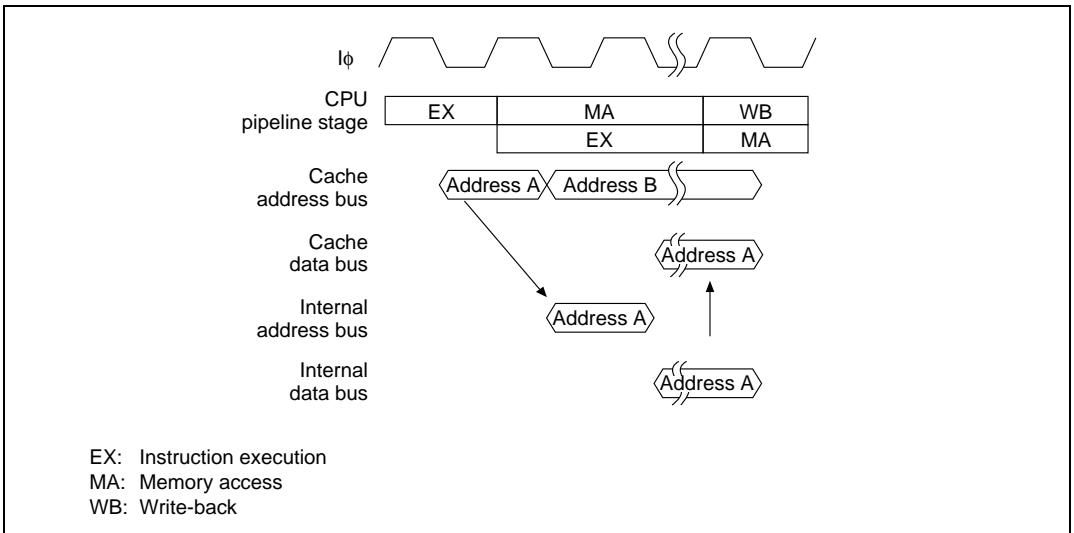 Iφ
CPU
pipeline stage
EX MA WB
EX MA
Cache
address bus
Address A Address B
Cache
data bus
Address A
Internal
address bus
Address A
Internal
data bus
Address A
EX: Instruction execution
MA: Memory access
WB: Write-back